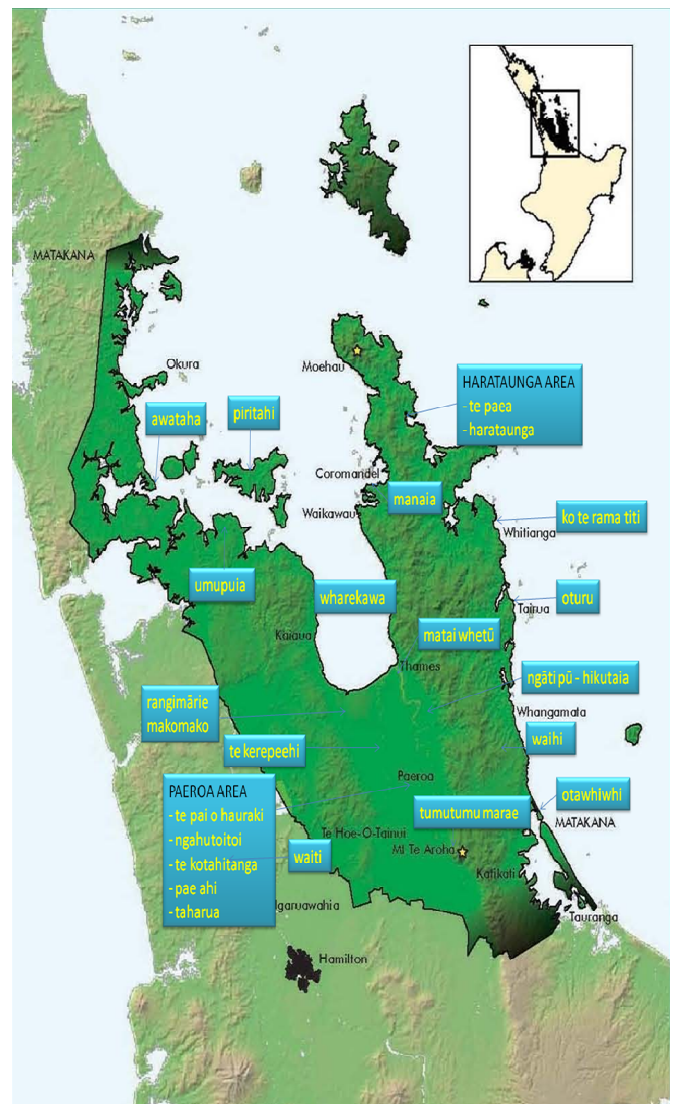 MATAKANA
Okura
Moehau
HARATAUNGA AREA
- te paea
- harataunga
awataha
piritahi
Coromandel
manaia
Waikawau
ko te rama titi
Whitianga
umupuia
wharekawa
oturu
Tairua
Kaiaua
matai whetū
Thames
ngāti pū - hikutaia
rangimārie
makomako
Whangamata
te kerepeehi
waihi
Paeroa
PAEROA AREA
- te pai o hauraki
- ngahutoitoi
- te kotahitanga
- pae ahi
- taharua
otawhiwhi
tumutumu marae
MATAKANA
Te Hoe-O-Tainui
waiti
Mt Te Aroha
Katikati
Tauranga
Ngaruawahia
Hamilton